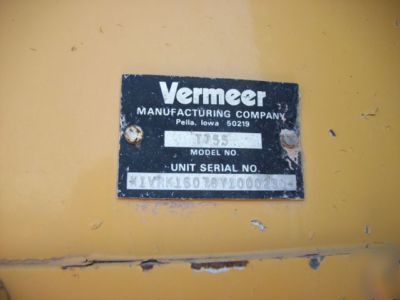 Vermeer
MANUFACTURING COMPANY
Pella, Iowa 50219
T755
MODEL NO.
UNIT SERIAL NO.